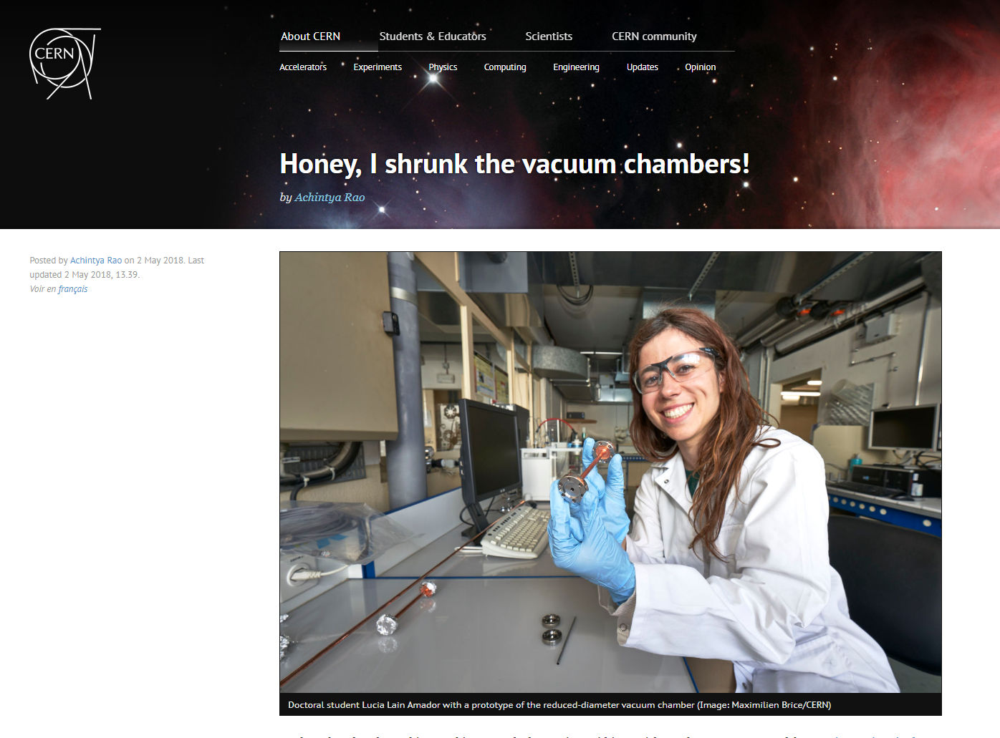 CERN
About CERN Students & Educators Scientists CERN community
Accelerators Experiments Physics Computing Engineering Updates Opinion
Honey, I shrunk the vacuum chambers!
by Achintya Rao
Posted by Achintya Rao on 2 May 2018. Last
updated 2 May 2018, 13.39.
Voir en français
Doctoral student Lucia Lain Amador with a prototype of the reduced-diameter vacuum chamber (Image: Maximilien Brice/CERN)